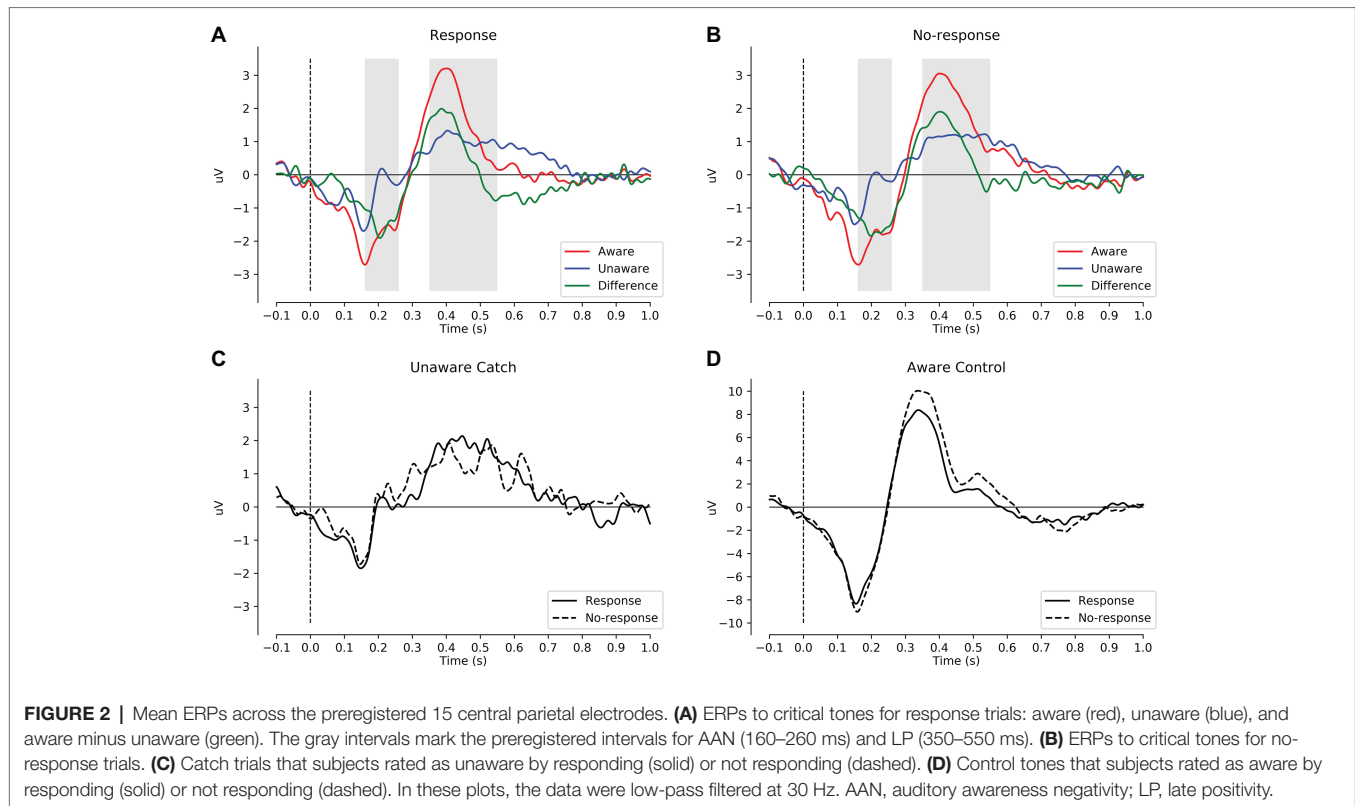 A
Response
3
2
1
0
−1
−2
−3
uV
Aware
Unaware
Difference
−0.1 0.0 0.1 0.2 0.3 0.4 0.5 0.6 0.7 0.8 0.9 1.0
Time (s)
B
No-response
3
2
1
0
−1
−2
−3
uV
Aware
Unaware
Difference
−0.1 0.0 0.1 0.2 0.3 0.4 0.5 0.6 0.7 0.8 0.9 1.0
Time (s)
C
Unaware Catch
3
2
1
0
−1
−2
−3
uV
Response
No-response
−0.1 0.0 0.1 0.2 0.3 0.4 0.5 0.6 0.7 0.8 0.9 1.0
Time (s)
D
Aware Control
10
8
6
4
2
0
−2
−4
−6
−8
−10
uV
Response
No-response
−0.1 0.0 0.1 0.2 0.3 0.4 0.5 0.6 0.7 0.8 0.9 1.0
Time (s)
FIGURE 2 | Mean ERPs across the preregistered 15 central parietal electrodes. (A) ERPs to critical tones for response trials: aware (red), unaware (blue), and
aware minus unaware (green). The gray intervals mark the preregistered intervals for AAN (160–260 ms) and LP (350–550 ms). (B) ERPs to critical tones for no-
response trials. (C) Catch trials that subjects rated as unaware by responding (solid) or not responding (dashed). (D) Control tones that subjects rated as aware by
responding (solid) or not responding (dashed). In these plots, the data were low-pass filtered at 30 Hz. AAN, auditory awareness negativity; LP, late positivity.